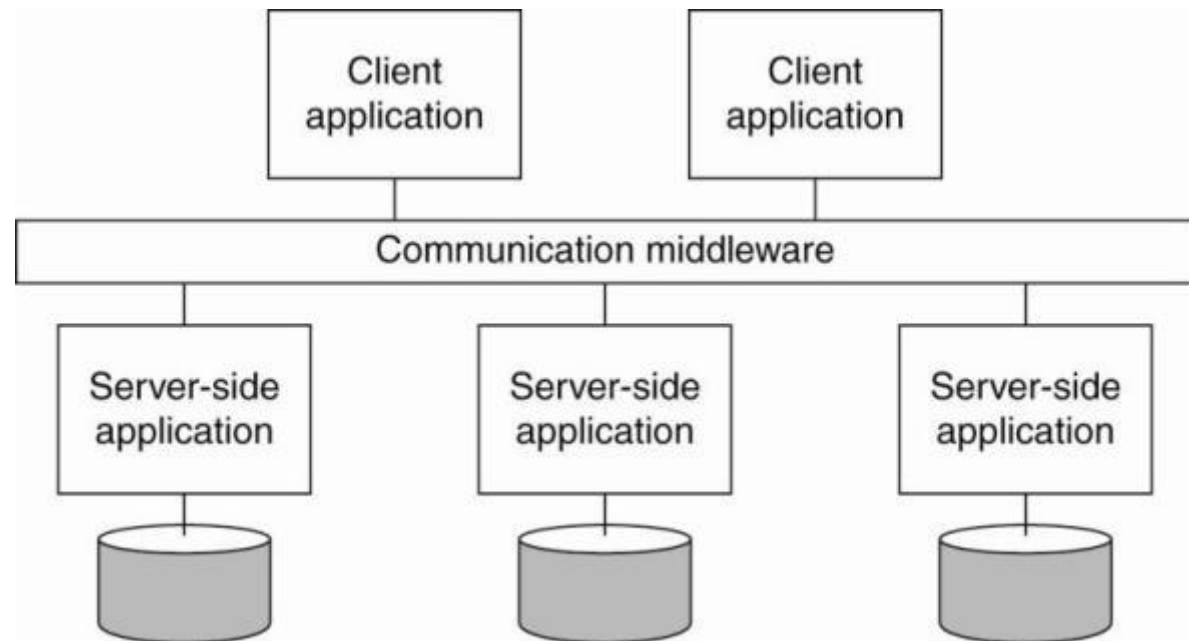 Client
application
Client
application
Communication middleware
Server-side
application
Server-side
application
Server-side
application